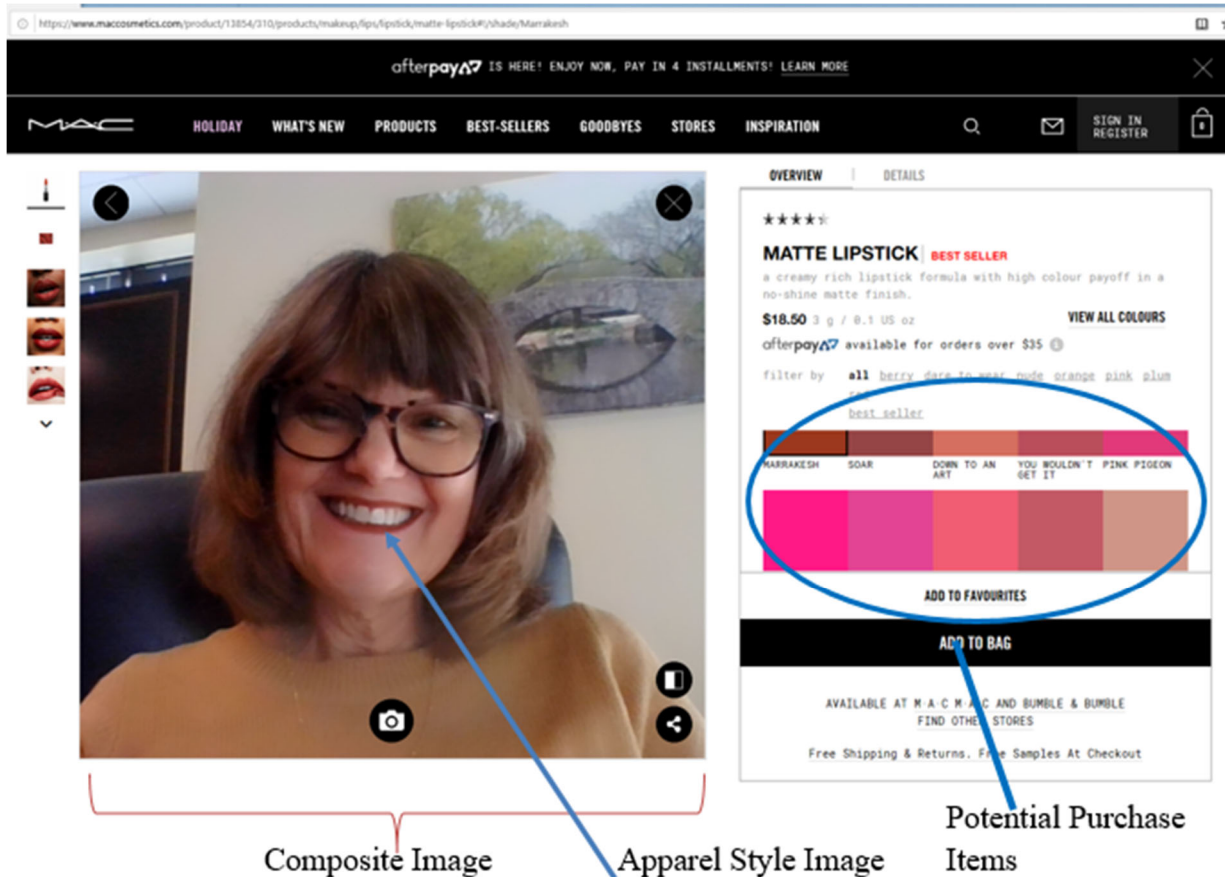 https://www.maccosmetics.com/product/13854/310/products/makeup/lips/lipstick/matte-lipstick#!/shade/Marrakesh
afterpay IS HERE! ENJOY NOW, PAY IN 4 INSTALLMENTS! LEARN MORE
MAC HOLIDAY WHAT'S NEW PRODUCTS BEST-SELLERS GOODBYES STORES INSPIRATION SIGN IN
REGISTER
0
OVERVIEW DETAILS
MATTE LIPSTICK BEST SELLER
a creamy rich lipstick formula with high colour payoff in a
no-shine matte finish.
$18.50 3 g / 0.1 US oz VIEW ALL COLOURS
afterpay available for orders over $35
filter by all berry dare to wear nude orange pink plum
best seller
MARRAKESH SOAR DOWN TO AN YOU WOULDN'T PINK PIGEON
ART GET IT
ADD TO FAVOURITES
ADD TO BAG
AVAILABLE AT M·A·C M·A·C AND BUMBLE & BUMBLE
FIND OTHER STORES
Free Shipping & Returns. Free Samples At Checkout
Potential Purchase
Composite Image Apparel Style Image Items